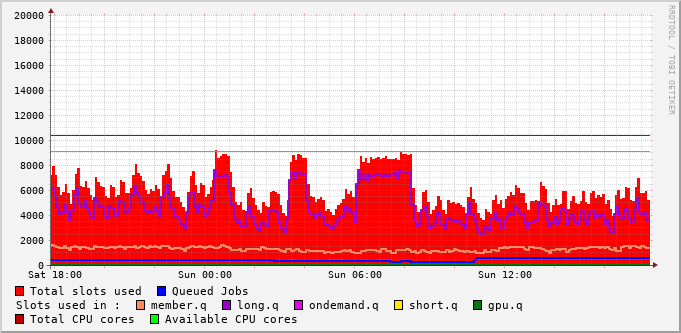 20000
18000
16000
14000
12000
10000
8000
6000
4000
2000
0
Sat 18:00 Sun 00:00 Sun 06:00 Sun 12:00
Total slots used Queued Jobs
Slots used in : member.q long.q ondemand.q short.q gpu.q
Total CPU cores Available CPU cores
RRDTOOL / TOBI OETIKER